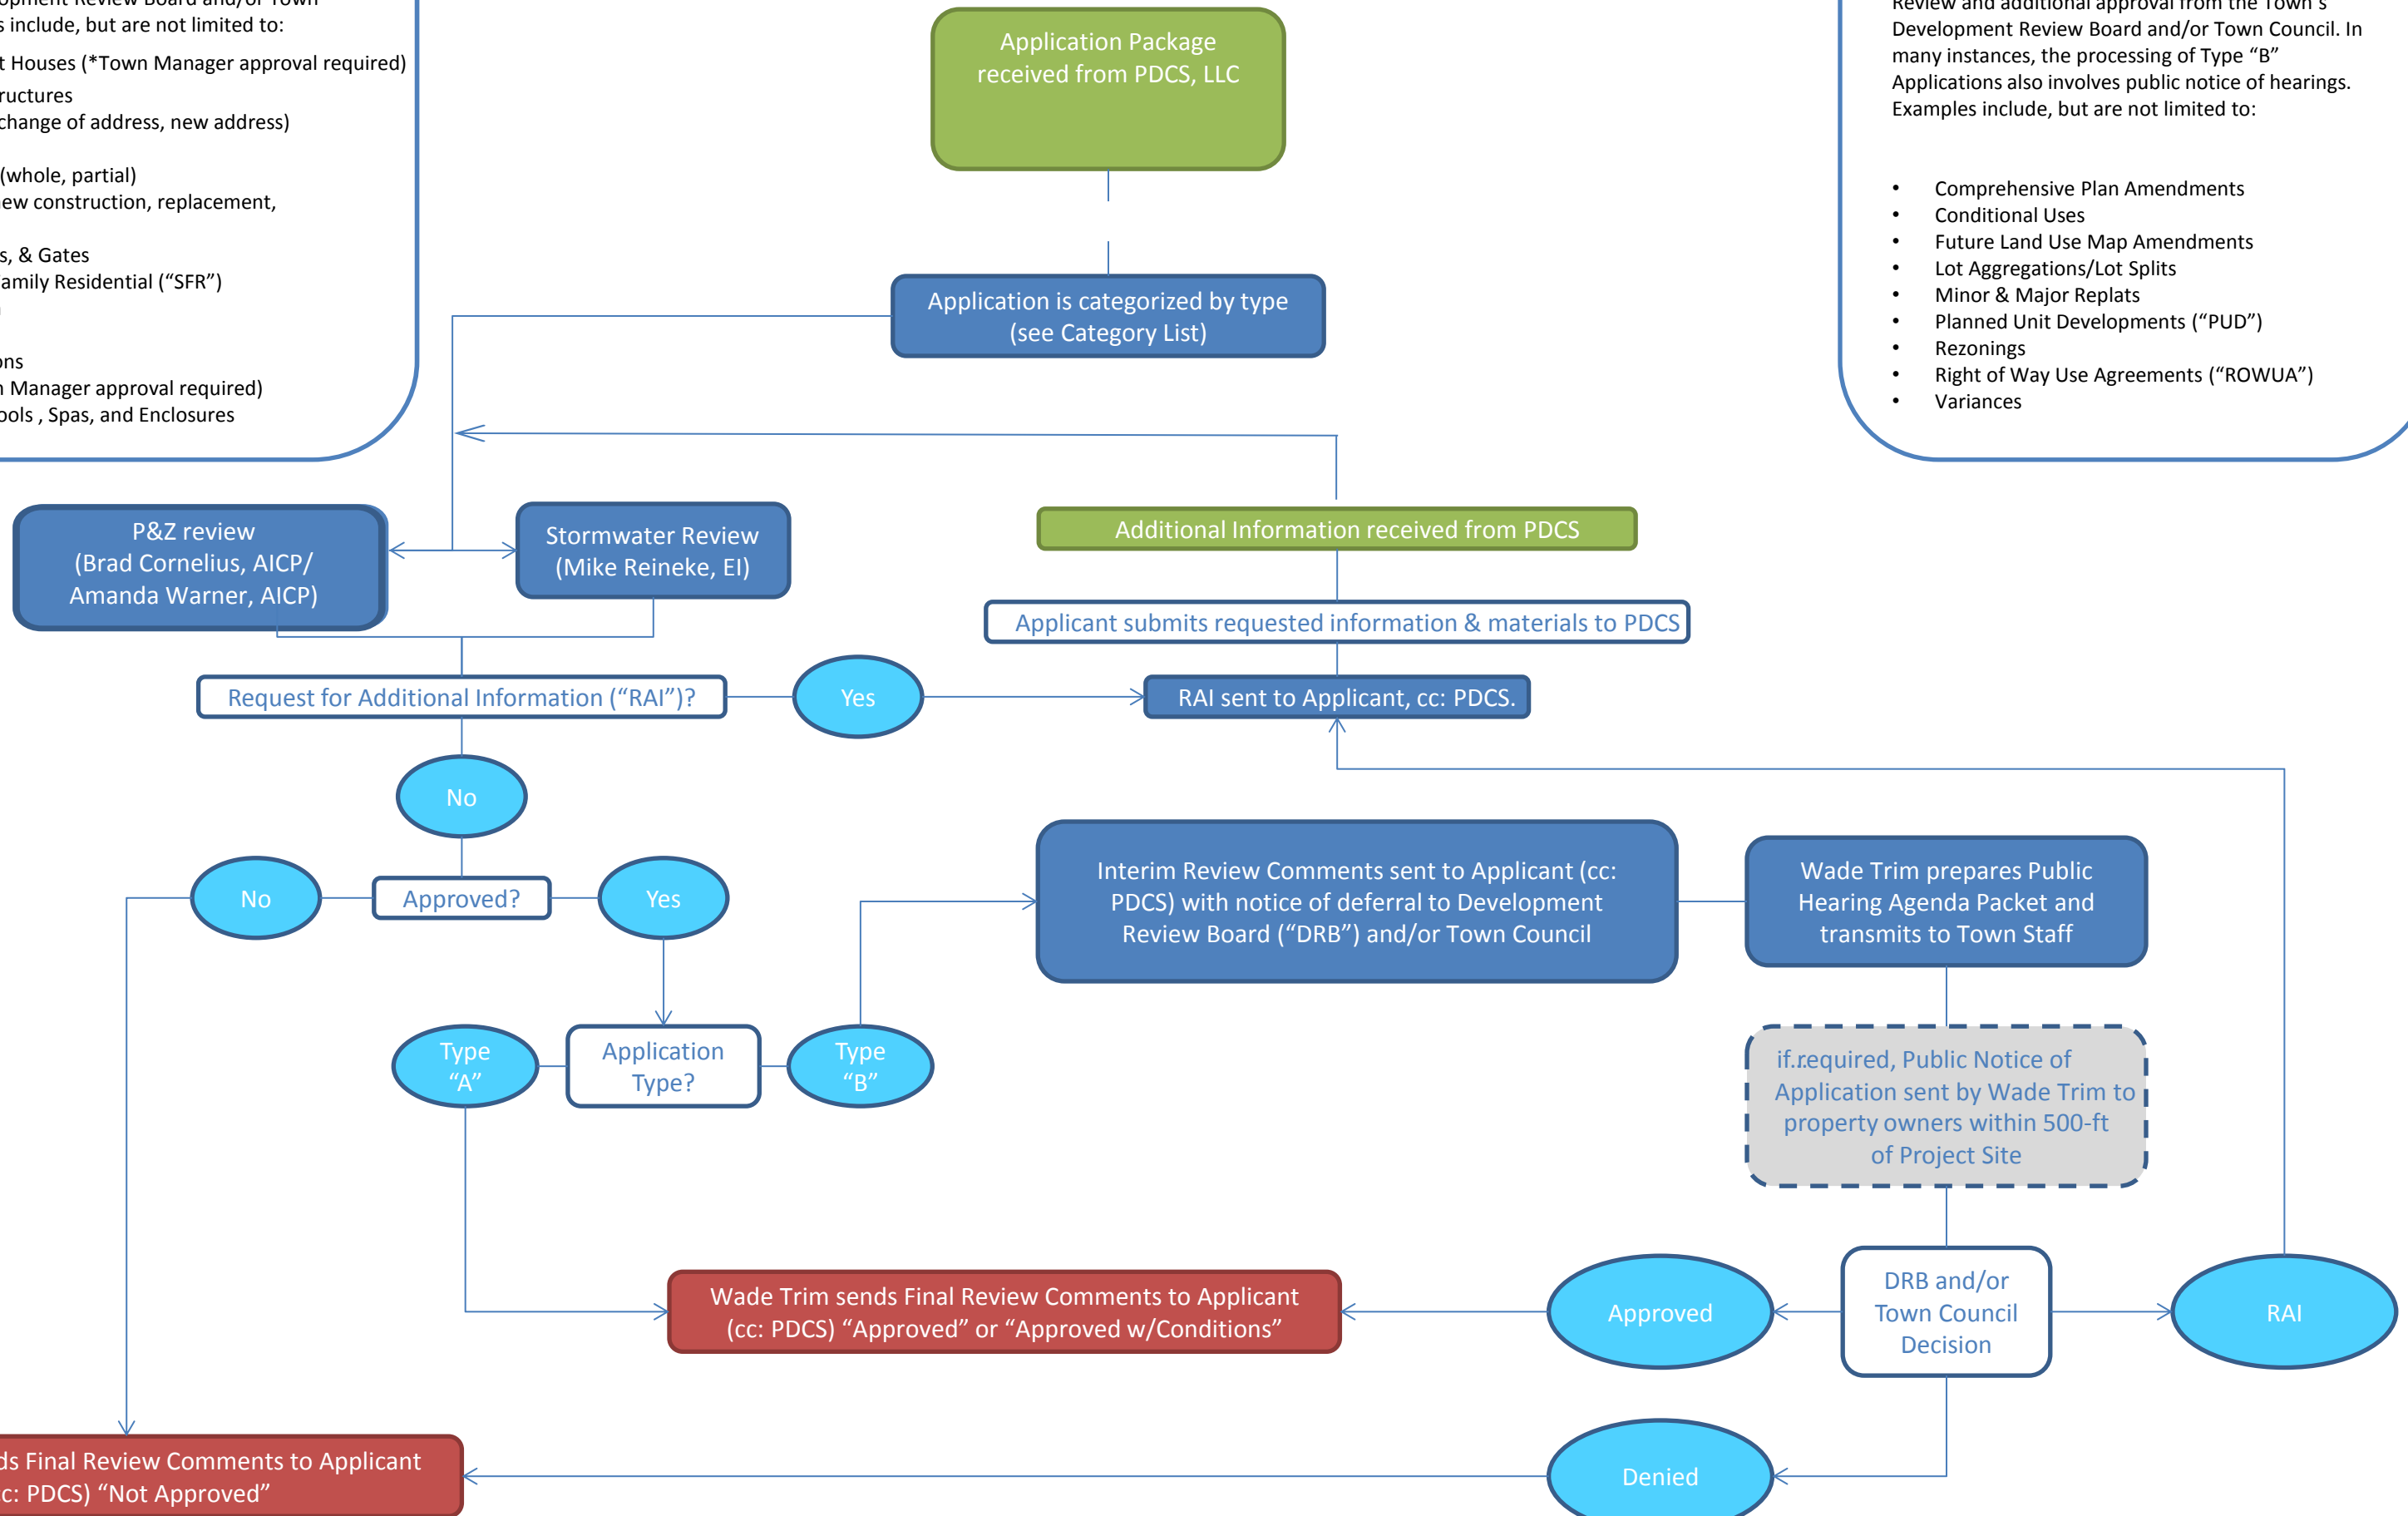 Development Review Board and/or Town
s include, but are not limited to:
t Houses (*Town Manager approval required)
ructures
change of address, new address)
(whole, partial)
new construction, replacement,
s, & Gates
Family Residential (“SFR”)
ons
n Manager approval required)
ools , Spas, and Enclosures
Application Package
received from PDCS, LLC
Review and additional approval from the Town’s
Development Review Board and/or Town Council. In
many instances, the processing of Type “B”
Applications also involves public notice of hearings.
Examples include, but are not limited to:
• Comprehensive Plan Amendments
• Conditional Uses
• Future Land Use Map Amendments
• Lot Aggregations/Lot Splits
• Minor & Major Replats
• Planned Unit Developments (“PUD”)
• Rezonings
• Right of Way Use Agreements (“ROWUA”)
• Variances
Application is categorized by type
(see Category List)
P&Z review
(Brad Cornelius, AICP/
Amanda Warner, AICP)
Stormwater Review
(Mike Reineke, EI)
Additional Information received from PDCS
Applicant submits requested information & materials to PDCS
Request for Additional Information (“RAI”)?
Yes
RAI sent to Applicant, cc: PDCS.
No
No
Approved?
Yes
Interim Review Comments sent to Applicant (cc:
PDCS) with notice of deferral to Development
Review Board (“DRB”) and/or Town Council
Wade Trim prepares Public
Hearing Agenda Packet and
transmits to Town Staff
Type
“A”
Application
Type?
Type
“B”
if..required, Public Notice of
Application sent by Wade Trim to
property owners within 500-ft
of Project Site
Wade Trim sends Final Review Comments to Applicant
(cc: PDCS) “Approved” or “Approved w/Conditions”
Approved
DRB and/or
Town Council
Decision
RAI
ds Final Review Comments to Applicant
cc: PDCS) “Not Approved”
Denied